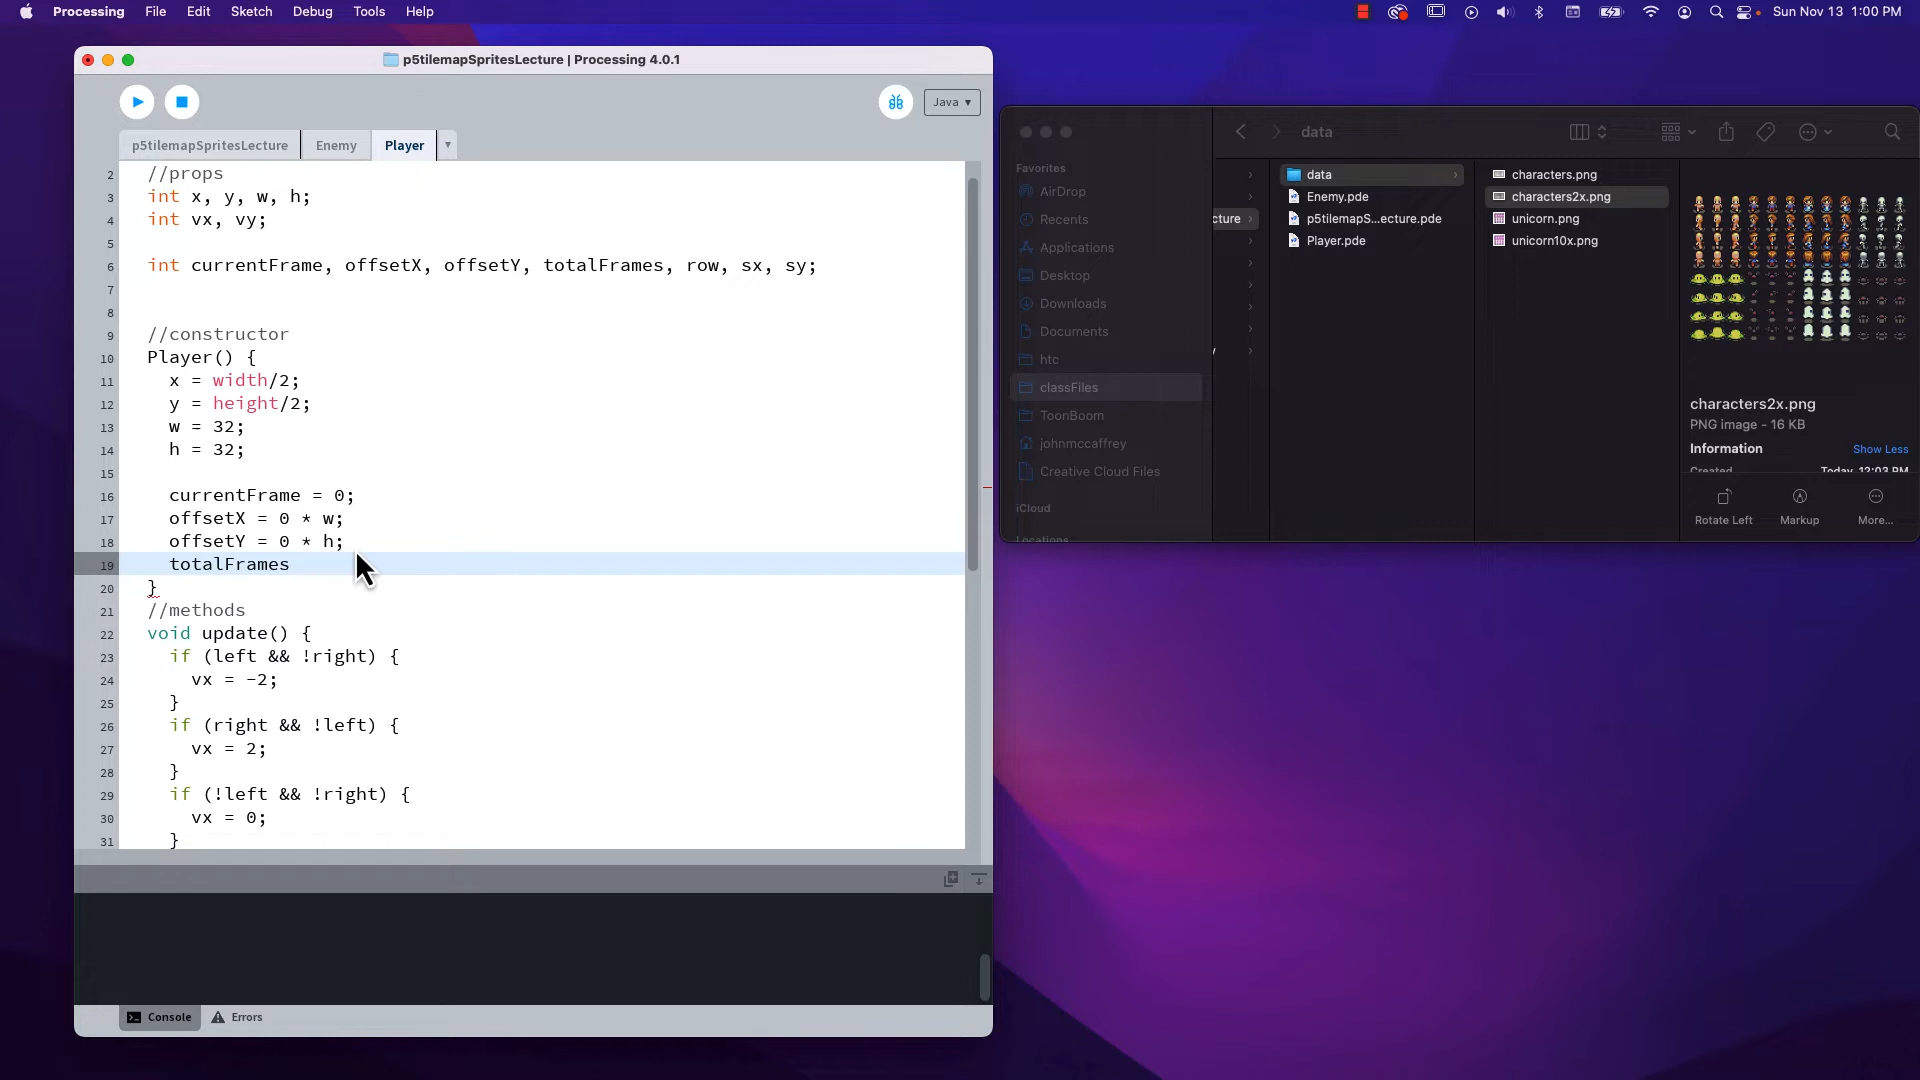 Processing File Edit Sketch Debug Tools Help
Sun Nov 13 1:00 PM
p5tilemapSpritesLecture | Processing 4.0.1
Java ▾
p5tilemapSpritesLecture Enemy Player ▾
2 //props
3 int x, y, w, h;
4 int vx, vy;
5
6 int currentFrame, offsetX, offsetY, totalFrames, row, sx, sy;
7
8
9 //constructor
10 Player() {
11 x = width/2;
12 y = height/2;
13 w = 32;
14 h = 32;
15
16 currentFrame = 0;
17 offsetX = 0 * w;
18 offsetY = 0 * h;
19 totalFrames
20 }
21 //methods
22 void update() {
23 if (left && !right) {
24 vx = -2;
25 }
26 if (right && !left) {
27 vx = 2;
28 }
29 if (!left && !right) {
30 vx = 0;
31 }
Console Errors
data
Favorites
AirDrop
Recents
Applications
Desktop
Downloads
Documents
htc
classFiles
ToonBoom
johnmccaffrey
Creative Cloud Files
iCloud
Locations
cture
data
Enemy.pde
p5tilemapS...ecture.pde
Player.pde
characters.png
characters2x.png
unicorn.png
unicorn10x.png
characters2x.png
PNG image - 16 KB
Information Show Less
Created Today, 12:03 PM
Rotate Left Markup More...